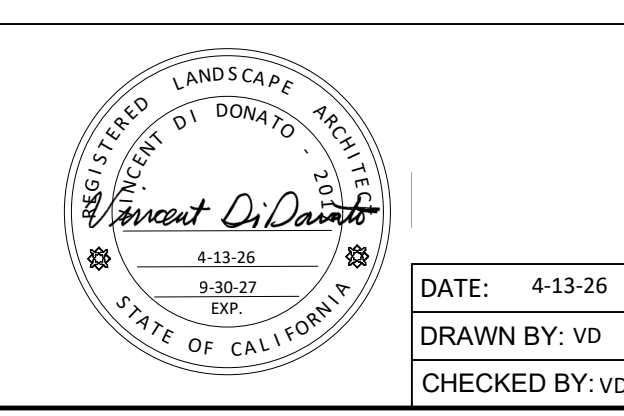 REGISTERED LANDSCAPE ARCHITECT
VINCENT DI DONATO -
Vincent DiDonato
4-13-26
9-30-27
EXP.
STATE OF CALIFORNIA
DATE: 4-13-26
DRAWN BY: VD
CHECKED BY: VD